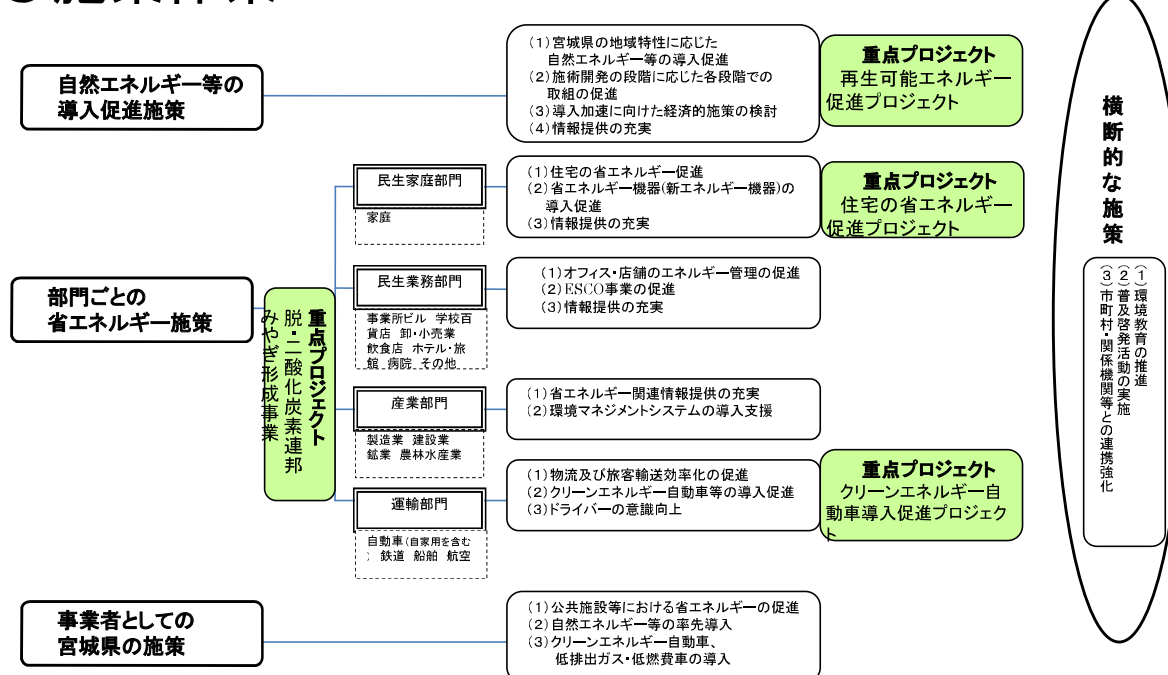 自然エネルギー等の
導入促進施策
(1)宮城県の地域特性に応じた
自然エネルギー等の導入促進
(2)施術開発の段階に応じた各段階での
取組の促進
(3)導入加速に向けた経済的施策の検討
(4)情報提供の充実
重点プロジェクト
再生可能エネルギー
促進プロジェクト
部門ごとの
省エネルギー施策
重点プロジェクト
脱・二酸化炭素連邦
みやぎ形成事業
民生家庭部門
家庭
(1)住宅の省エネルギー促進
(2)省エネルギー機器(新エネルギー機器)の
導入促進
(3)情報提供の充実
重点プロジェクト
住宅の省エネルギー
促進プロジェクト
民生業務部門
事業所ビル 学校百
貨店 卸・小売業
飲食店 ホテル・旅
館 病院 その他
(1)オフィス・店舗のエネルギー管理の促進
(2)ESCO事業の促進
(3)情報提供の充実
産業部門
製造業 建設業
鉱業 農林水産業
(1)省エネルギー関連情報提供の充実
(2)環境マネジメントシステムの導入支援
運輸部門
自動車(自家用を含む
) 鉄道 船舶 航空
(1)物流及び旅客輸送効率化の促進
(2)クリーンエネルギー自動車等の導入促進
(3)ドライバーの意識向上
重点プロジェクト
クリーンエネルギー自
動車導入促進プロジェク
ト
事業者としての
宮城県の施策
(1)公共施設等における省エネルギーの促進
(2)自然エネルギー等の率先導入
(3)クリーンエネルギー自動車、
低排出ガス・低燃費車の導入
横断的な施策
(1)環境教育の推進
(2)普及啓発活動の実施
(3)市町村・関係機関等との連携強化